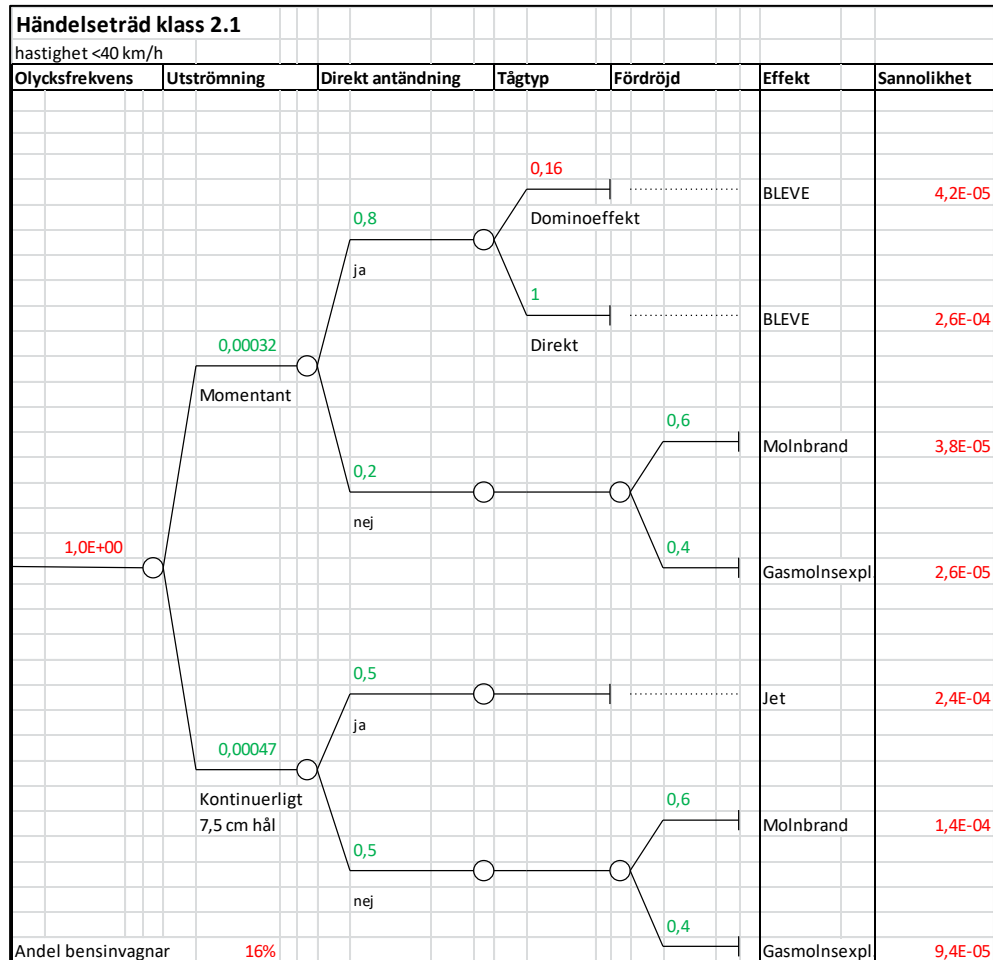 Händelseträd klass 2.1
hastighet <40 km/h
Olycksfrekvens Utströmning Direkt antändning Tågtyp Fördröjd Effekt Sannolikhet
0,16
BLEVE 4,2E-05
0,8 Dominoeffekt
ja
1
BLEVE 2,6E-04
0,00032 Direkt
Momentant
0,6
Molnbrand 3,8E-05
0,2
nej
1,0E+00 0,4
Gasmolnsexpl. 2,6E-05
0,5
Jet 2,4E-04
ja
0,00047
Kontinuerligt 0,6
7,5 cm hål Molnbrand 1,4E-04
0,5
nej
0,4
Andel bensinvagnar 16% Gasmolnsexpl 9,4E-05